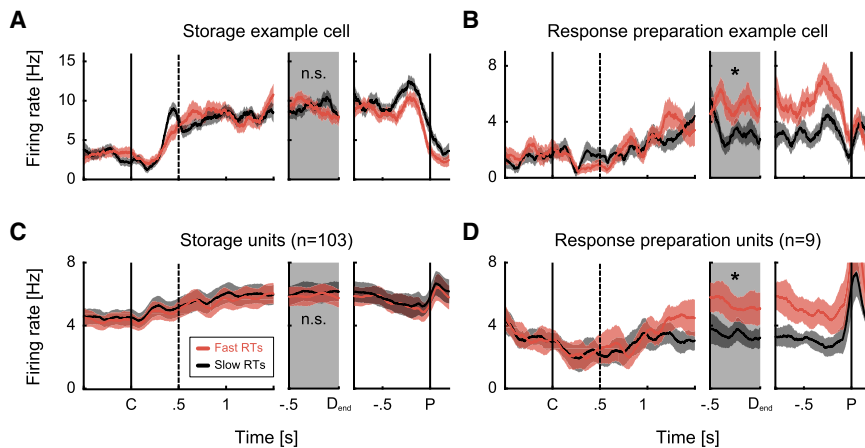 A
Storage example cell
B
Response preparation example cell
Firing rate [Hz]
15
10
5
0
n.s.
8
4
0
*
C
Storage units (n=103)
D
Response preparation units (n=9)
Firing rate [Hz]
8
4
0
Fast RTs
Slow RTs
n.s.
8
4
0
*
C .5 1 -.5 Dend -.5 P
C .5 1 -.5 Dend -.5 P
Time [s]
Time [s]